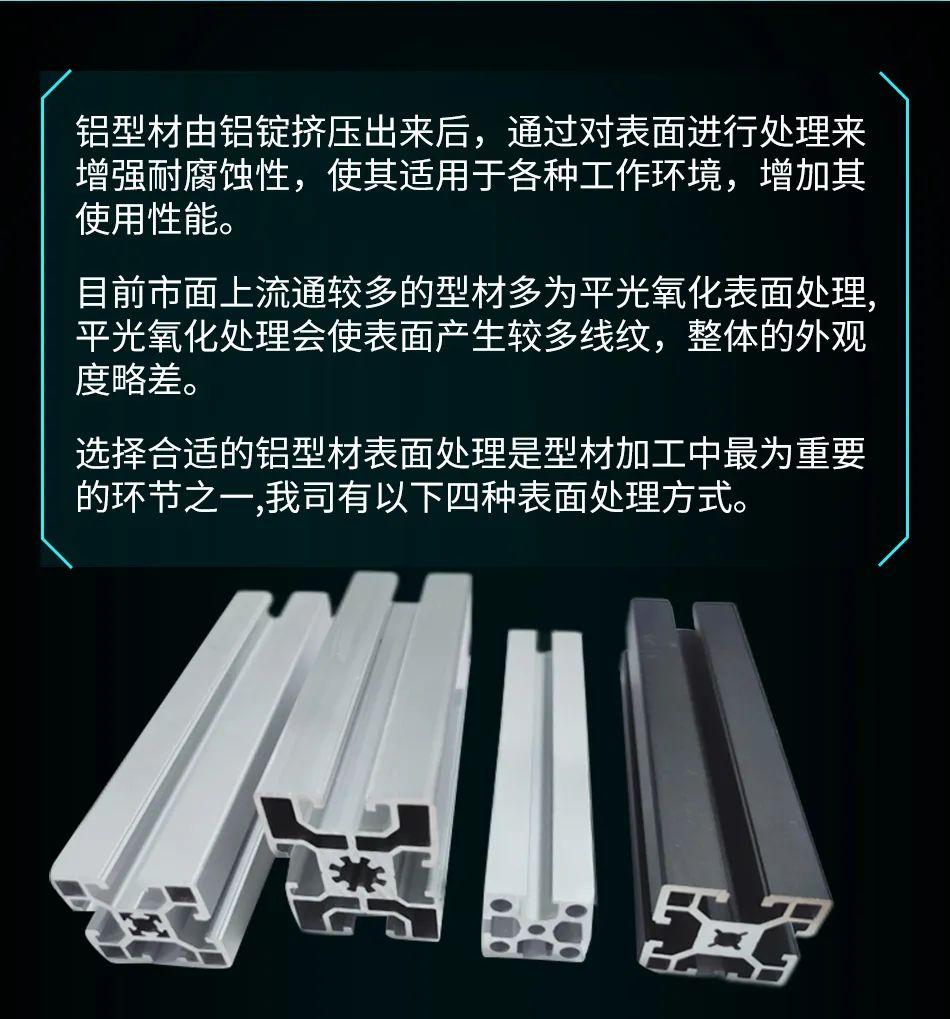 铝型材由铝锭挤压出来后，通过对表面进行处理来
增强耐腐蚀性，使其适用于各种工作环境，增加其
使用性能。
目前市面上流通较多的型材多为平光氧化表面处理,
平光氧化处理会使表面产生较多线纹，整体的外观
度略差。
选择合适的铝型材表面处理是型材加工中最为重要
的环节之一,我司有以下四种表面处理方式。